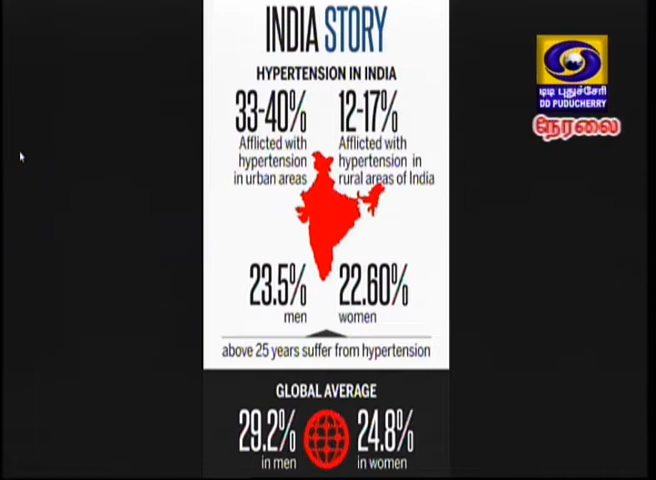 INDIA STORY
HYPERTENSION IN INDIA
33-40%
Afflicted with
hypertension
in urban areas
12-17%
Afflicted with
hypertension in
rural areas of India
23.5%
men
22.60%
women
above 25 years suffer from hypertension
GLOBAL AVERAGE
29.2%
in men
24.8%
in women
டிடி புதுச்சேரி
DD PUDUCHERRY
நேரலை